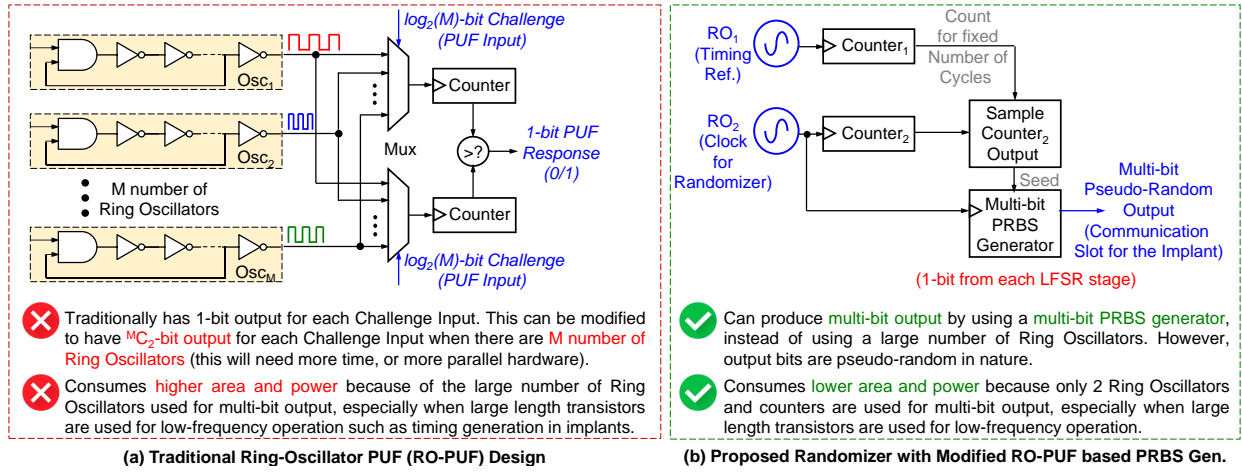 log2(M)-bit Challenge
(PUF Input)
Osc1
Counter
Osc2
Mux
>?
1-bit PUF
Response
(0/1)
M number of
Ring Oscillators
Counter
OscM
log2(M)-bit Challenge
(PUF Input)
Traditionally has 1-bit output for each Challenge Input. This can be modified
to have MC2-bit output for each Challenge Input when there are M number of
Ring Oscillators (this will need more time, or more parallel hardware).
Consumes higher area and power because of the large number of Ring
Oscillators used for multi-bit output, especially when large length transistors
are used for low-frequency operation such as timing generation in implants.
(a) Traditional Ring-Oscillator PUF (RO-PUF) Design
RO1
(Timing
Ref.)
Counter1
Count
for fixed
Number of
Cycles
RO2
(Clock
for
Randomizer)
Counter2
Sample
Counter2
Output
Seed
Multi-bit
PRBS
Generator
Multi-bit
Pseudo-Random
Output
(Communication
Slot for the Implant)
(1-bit from each LFSR stage)
Can produce multi-bit output by using a multi-bit PRBS generator,
instead of using a large number of Ring Oscillators. However,
output bits are pseudo-random in nature.
Consumes lower area and power because only 2 Ring Oscillators
and counters are used for multi-bit output, especially when large
length transistors are used for low-frequency operation.
(b) Proposed Randomizer with Modified RO-PUF based PRBS Gen.